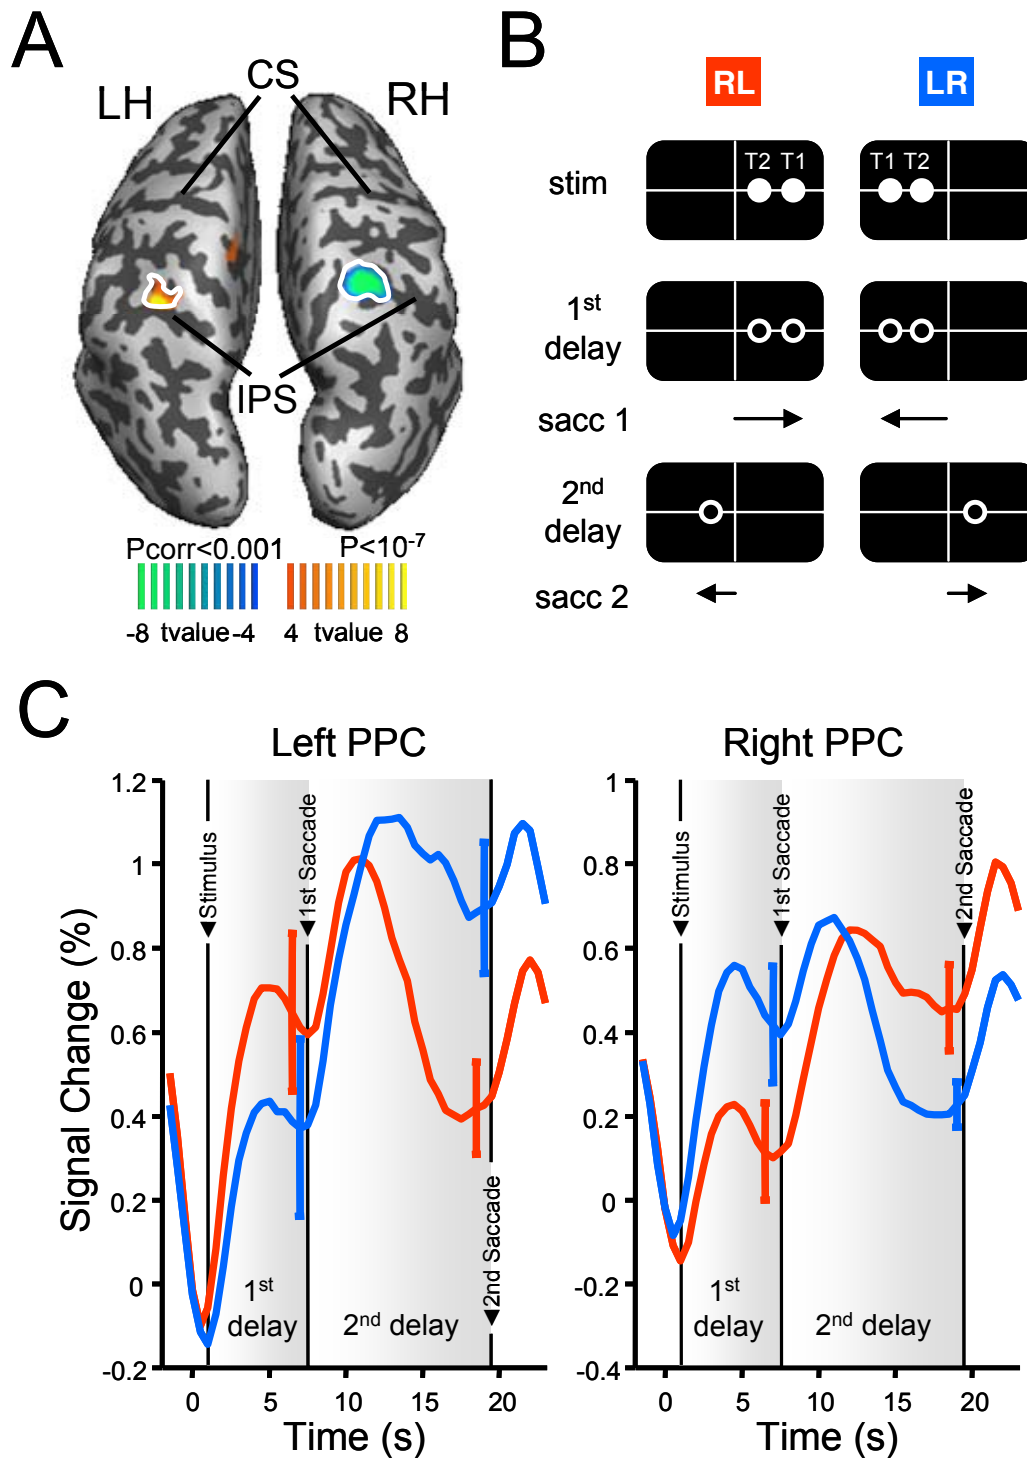 A
CS
LH
RH
IPS
Pcorr<0.001
P<10-7
-8 tvalue -4
4 tvalue 8
B
RL
LR
stim
T2 T1
T1 T2
1st
delay
sacc 1
2nd
delay
sacc 2
C
Left PPC
Signal Change (%)
1.2
1
0.8
0.6
0.4
0.2
0
-0.2
Stimulus
1st Saccade
2nd Saccade
1st
delay
2nd delay
0 5 10 15 20
Time (s)
Right PPC
1
0.8
0.6
0.4
0.2
0
-0.2
-0.4
Stimulus
1st Saccade
2nd Saccade
1st
delay
2nd delay
0 5 10 15 20
Time (s)